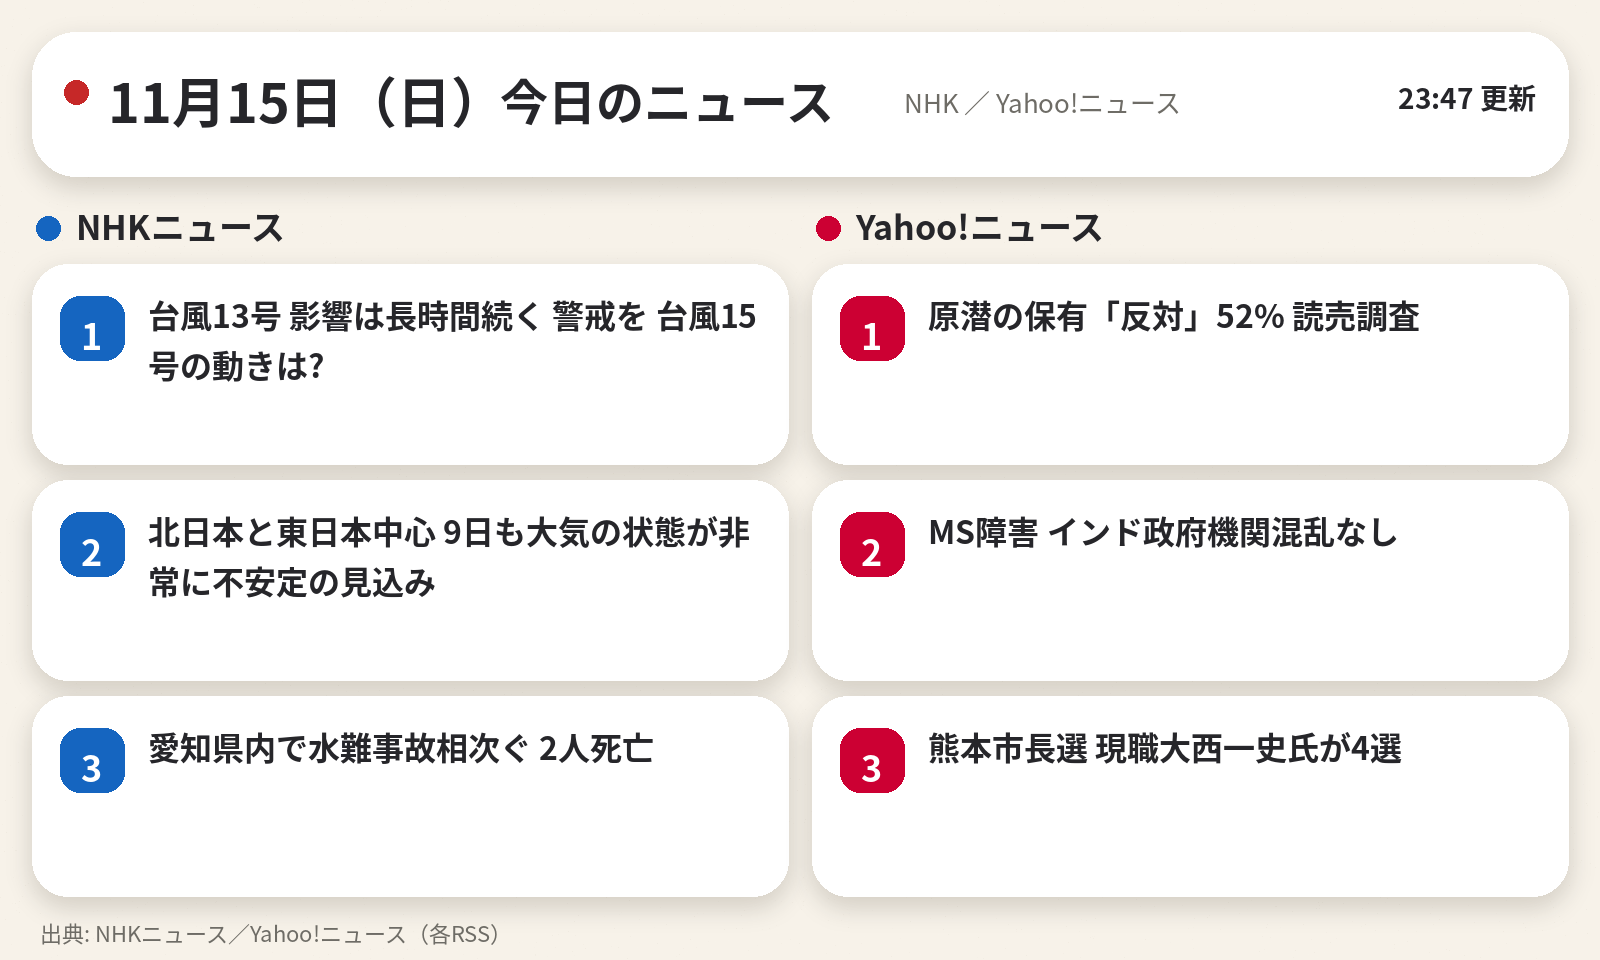 11月15日（日）今日のニュース
NHK ／ Yahoo!ニュース
23:47 更新
NHKニュース
1
台風13号 影響は長時間続く 警戒を 台風15
号の動きは?
2
北日本と東日本中心 9日も大気の状態が非
常に不安定の見込み
3
愛知県内で水難事故相次ぐ 2人死亡
Yahoo!ニュース
1
原潜の保有「反対」52% 読売調査
2
MS障害 インド政府機関混乱なし
3
熊本市長選 現職大西一史氏が4選
出典: NHKニュース／Yahoo!ニュース（各RSS）